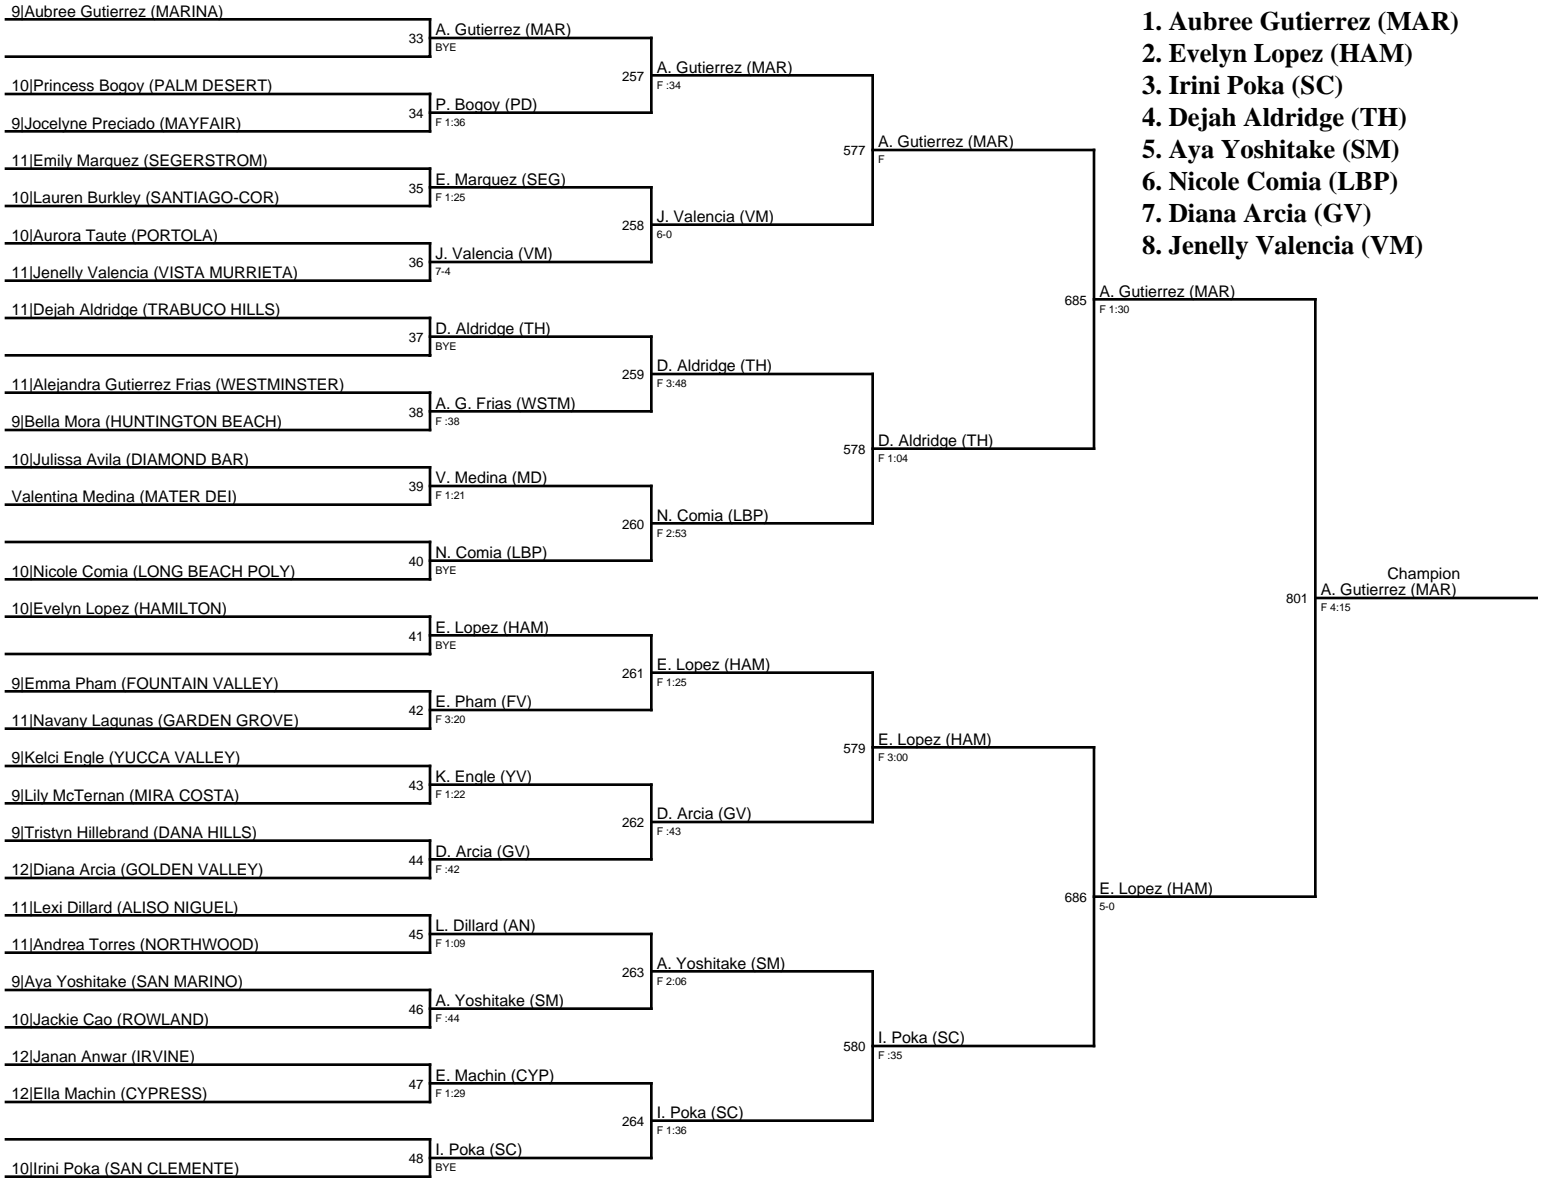 9|Aubree Gutierrez (MARINA)
33
A. Gutierrez (MAR)
BYE
10|Princess Bogoy (PALM DESERT)
9|Jocelyne Preciado (MAYFAIR)
34
P. Bogoy (PD)
F 1:36
257
A. Gutierrez (MAR)
F :34
11|Emily Marquez (SEGERSTROM)
10|Lauren Burkley (SANTIAGO-COR)
35
E. Marquez (SEG)
F 1:25
10|Aurora Taute (PORTOLA)
11|Jenelly Valencia (VISTA MURRIETA)
36
J. Valencia (VM)
7-4
258
J. Valencia (VM)
6-0
577
A. Gutierrez (MAR)
F
11|Dejah Aldridge (TRABUCO HILLS)
37
D. Aldridge (TH)
BYE
11|Alejandra Gutierrez Frias (WESTMINSTER)
9|Bella Mora (HUNTINGTON BEACH)
38
A. G. Frias (WSTM)
F :38
259
D. Aldridge (TH)
F 3:48
10|Julissa Avila (DIAMOND BAR)
Valentina Medina (MATER DEI)
39
V. Medina (MD)
F 1:21
10|Nicole Comia (LONG BEACH POLY)
40
N. Comia (LBP)
BYE
260
N. Comia (LBP)
F 2:53
578
D. Aldridge (TH)
F 1:04
685
A. Gutierrez (MAR)
F 1:30
10|Evelyn Lopez (HAMILTON)
41
E. Lopez (HAM)
BYE
9|Emma Pham (FOUNTAIN VALLEY)
11|Navany Lagunas (GARDEN GROVE)
42
E. Pham (FV)
F 3:20
261
E. Lopez (HAM)
F 1:25
9|Kelci Engle (YUCCA VALLEY)
9|Lily McTernan (MIRA COSTA)
43
K. Engle (YV)
F 1:22
9|Tristyn Hillebrand (DANA HILLS)
12|Diana Arcia (GOLDEN VALLEY)
44
D. Arcia (GV)
F :42
262
D. Arcia (GV)
F :43
579
E. Lopez (HAM)
F 3:00
11|Lexi Dillard (ALISO NIGUEL)
11|Andrea Torres (NORTHWOOD)
45
L. Dillard (AN)
F 1:09
9|Aya Yoshitake (SAN MARINO)
10|Jackie Cao (ROWLAND)
46
A. Yoshitake (SM)
F :44
263
A. Yoshitake (SM)
F 2:06
12|Janan Anwar (IRVINE)
12|Ella Machin (CYPRESS)
47
E. Machin (CYP)
F 1:29
10|Irini Poka (SAN CLEMENTE)
48
I. Poka (SC)
BYE
264
I. Poka (SC)
F 1:36
580
I. Poka (SC)
F :35
686
E. Lopez (HAM)
5-0
801
Champion
A. Gutierrez (MAR)
F 4:15
1. Aubree Gutierrez (MAR)
2. Evelyn Lopez (HAM)
3. Irini Poka (SC)
4. Dejah Aldridge (TH)
5. Aya Yoshitake (SM)
6. Nicole Comia (LBP)
7. Diana Arcia (GV)
8. Jenelly Valencia (VM)